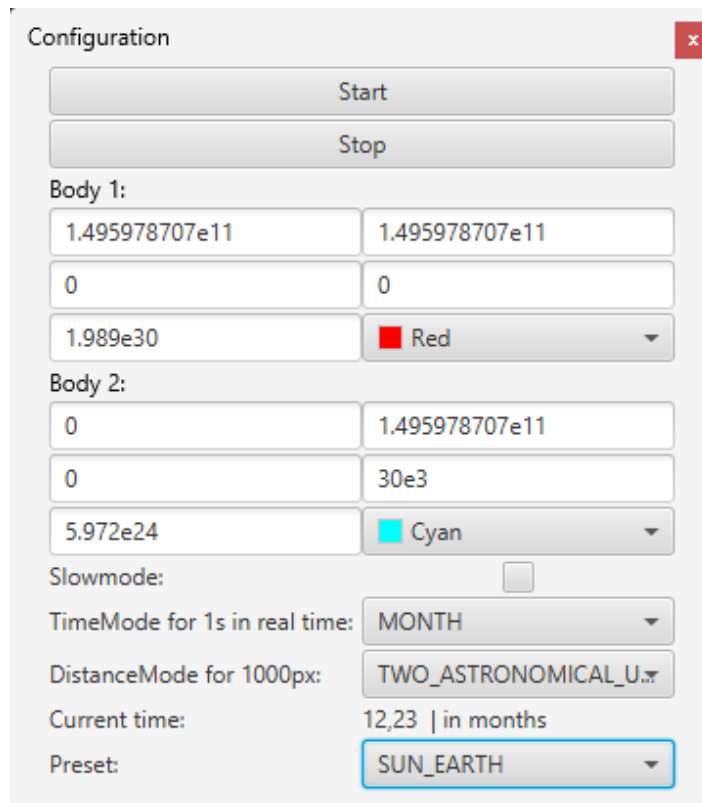 Configuration x
Start
Stop
Body 1:
1.495978707e11 1.495978707e11
0 0
1.989e30 Red
Body 2:
0 1.495978707e11
0 30e3
5.972e24 Cyan
Slowmode:
TimeMode for 1s in real time: MONTH
DistanceMode for 1000px: TWO_ASTRONOMICAL_U...
Current time: 12,23 | in months
Preset: SUN_EARTH